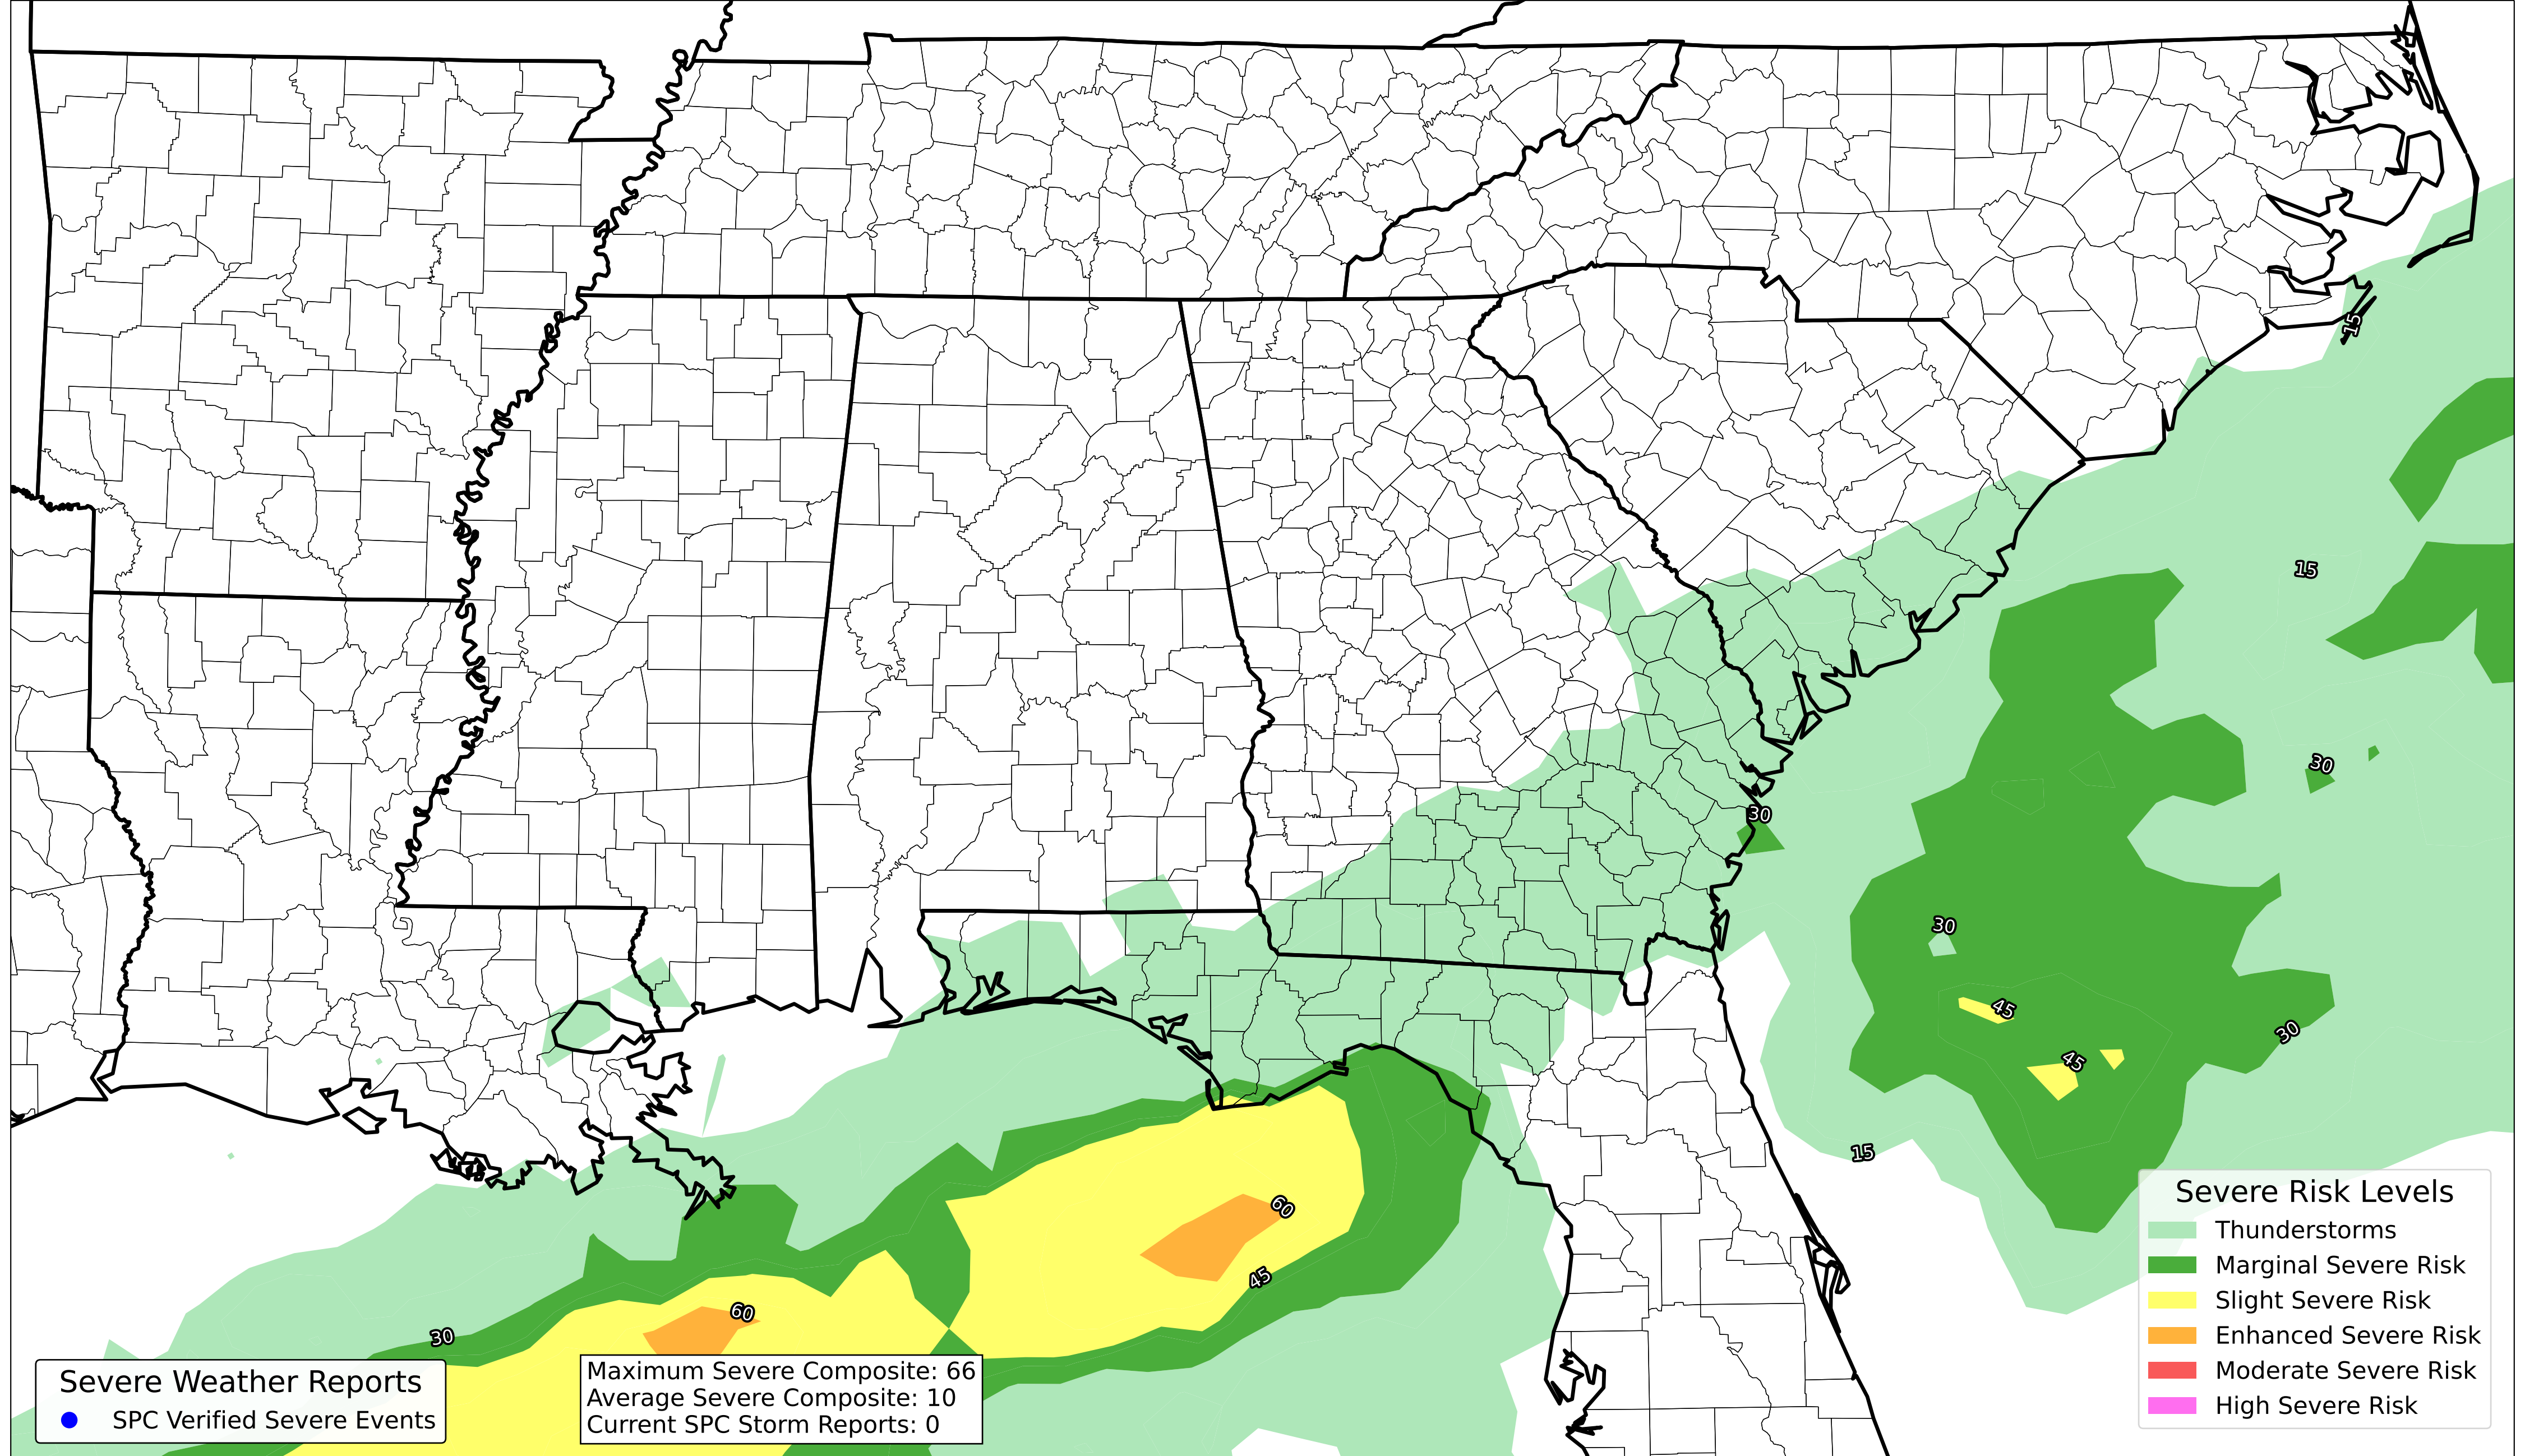 15
15
30
30
30
45
45
30
15
60
45
60
30
Severe Weather Reports
SPC Verified Severe Events
Maximum Severe Composite: 66
Average Severe Composite: 10
Current SPC Storm Reports: 0
Severe Risk Levels
Thunderstorms
Marginal Severe Risk
Slight Severe Risk
Enhanced Severe Risk
Moderate Severe Risk
High Severe Risk